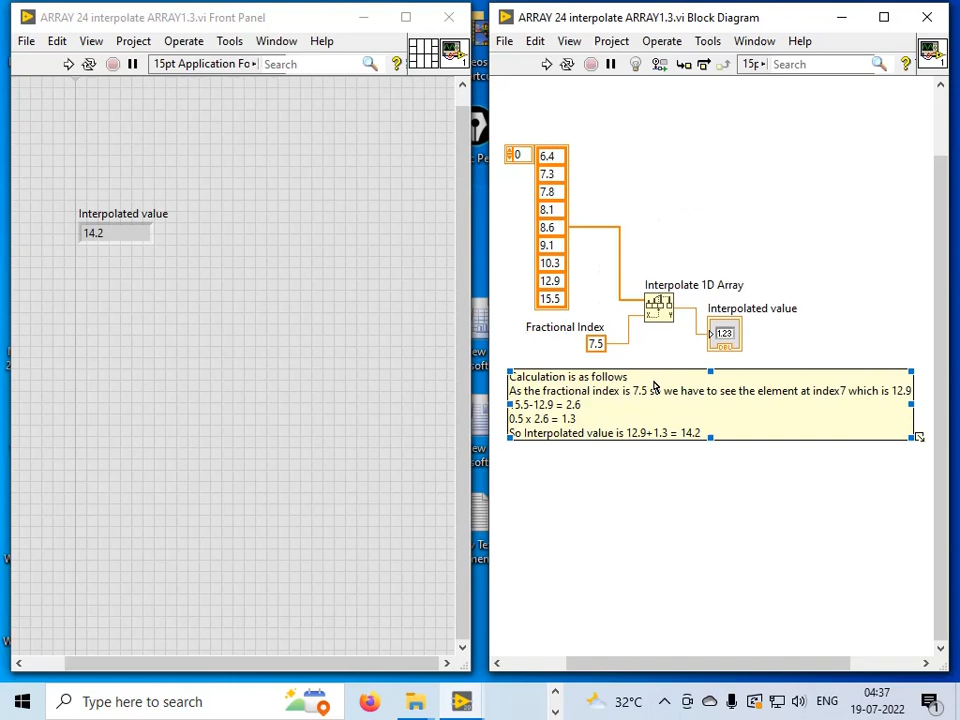 ARRAY 24 interpolate ARRAY1.3.vi Front Panel
File Edit View Project Operate Tools Window Help
15pt Application Fo Search
1
Interpolated value
14.2
ARRAY 24 interpolate ARRAY1.3.vi Block Diagram
File Edit View Project Operate Tools Window Help
15p Search
1
0
6.4
7.3
7.8
8.1
8.6
9.1
10.3
12.9
15.5
Interpolate 1D Array
Interpolated value
1.23
DBL
Fractional Index
7.5
Calculation is as follows
As the fractional index is 7.5 so we have to see the element at index7 which is 12.9
15.5-12.9 = 2.6
0.5 x 2.6 = 1.3
So Interpolated value is 12.9+1.3 = 14.2
Type here to search
32°C
ENG
04:37
19-07-2022
1